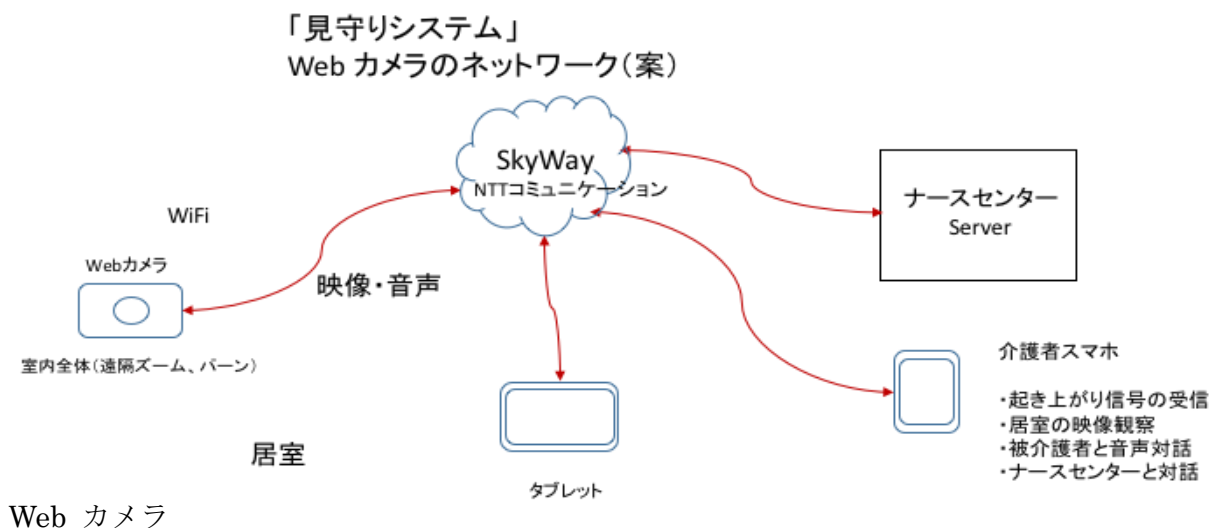 「見守りシステム」
Web カメラのネットワーク(案)
SkyWay
NTTコミュニケーション
ナースセンター
Server
WiFi
Webカメラ
映像・音声
室内全体(遠隔ズーム、バーン)
介護者スマホ
・起き上がり信号の受信
・居室の映像観察
・被介護者と音声対話
・ナースセンターと対話
居室
タブレット
Web カメラ